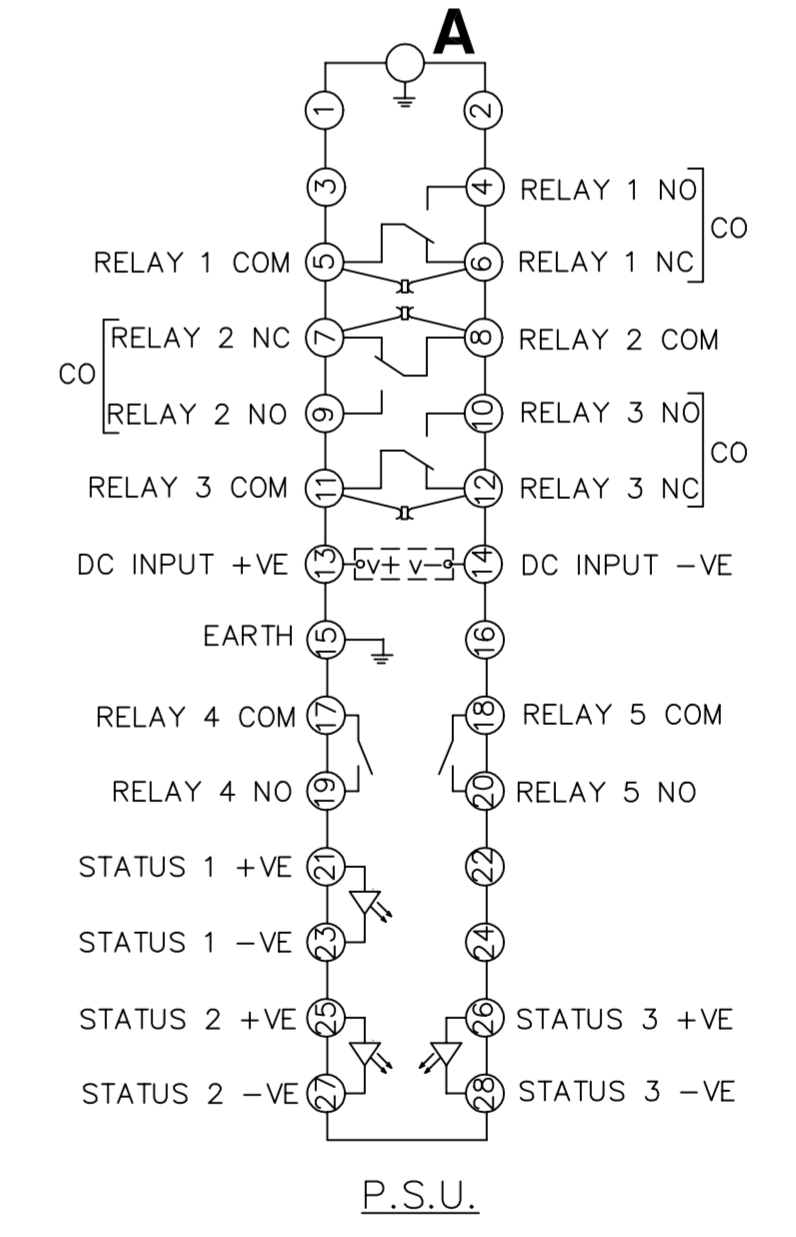 A
1 2
3 4 RELAY 1 NO
CO
RELAY 1 COM 5 6 RELAY 1 NC
RELAY 2 NC 7 8 RELAY 2 COM
CO
RELAY 2 NO 9 10 RELAY 3 NO
CO
RELAY 3 COM 11 12 RELAY 3 NC
DC INPUT +VE 13 V+ V− 14 DC INPUT −VE
EARTH 15 16
RELAY 4 COM 17 18 RELAY 5 COM
RELAY 4 NO 19 20 RELAY 5 NO
STATUS 1 +VE 21 22
STATUS 1 −VE 23 24
STATUS 2 +VE 25 26 STATUS 3 +VE
STATUS 2 −VE 27 28 STATUS 3 −VE
P.S.U.